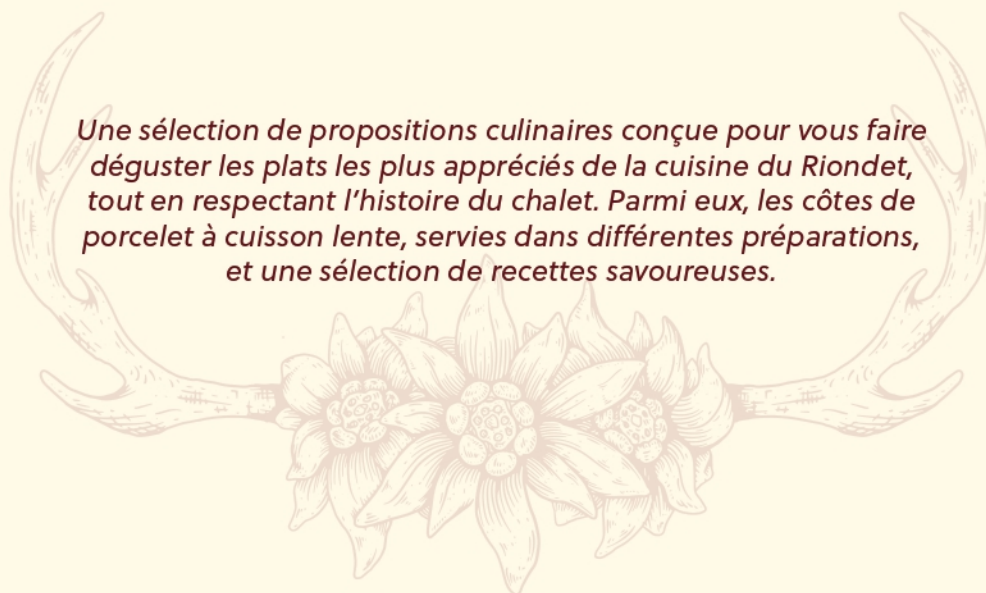 Une sélection de propositions culinaires conçue pour vous faire
déguster les plats les plus appréciés de la cuisine du Riondet,
tout en respectant l’histoire du chalet. Parmi eux, les côtes de
porcelet à cuisson lente, servies dans différentes préparations,
et une sélection de recettes savoureuses.